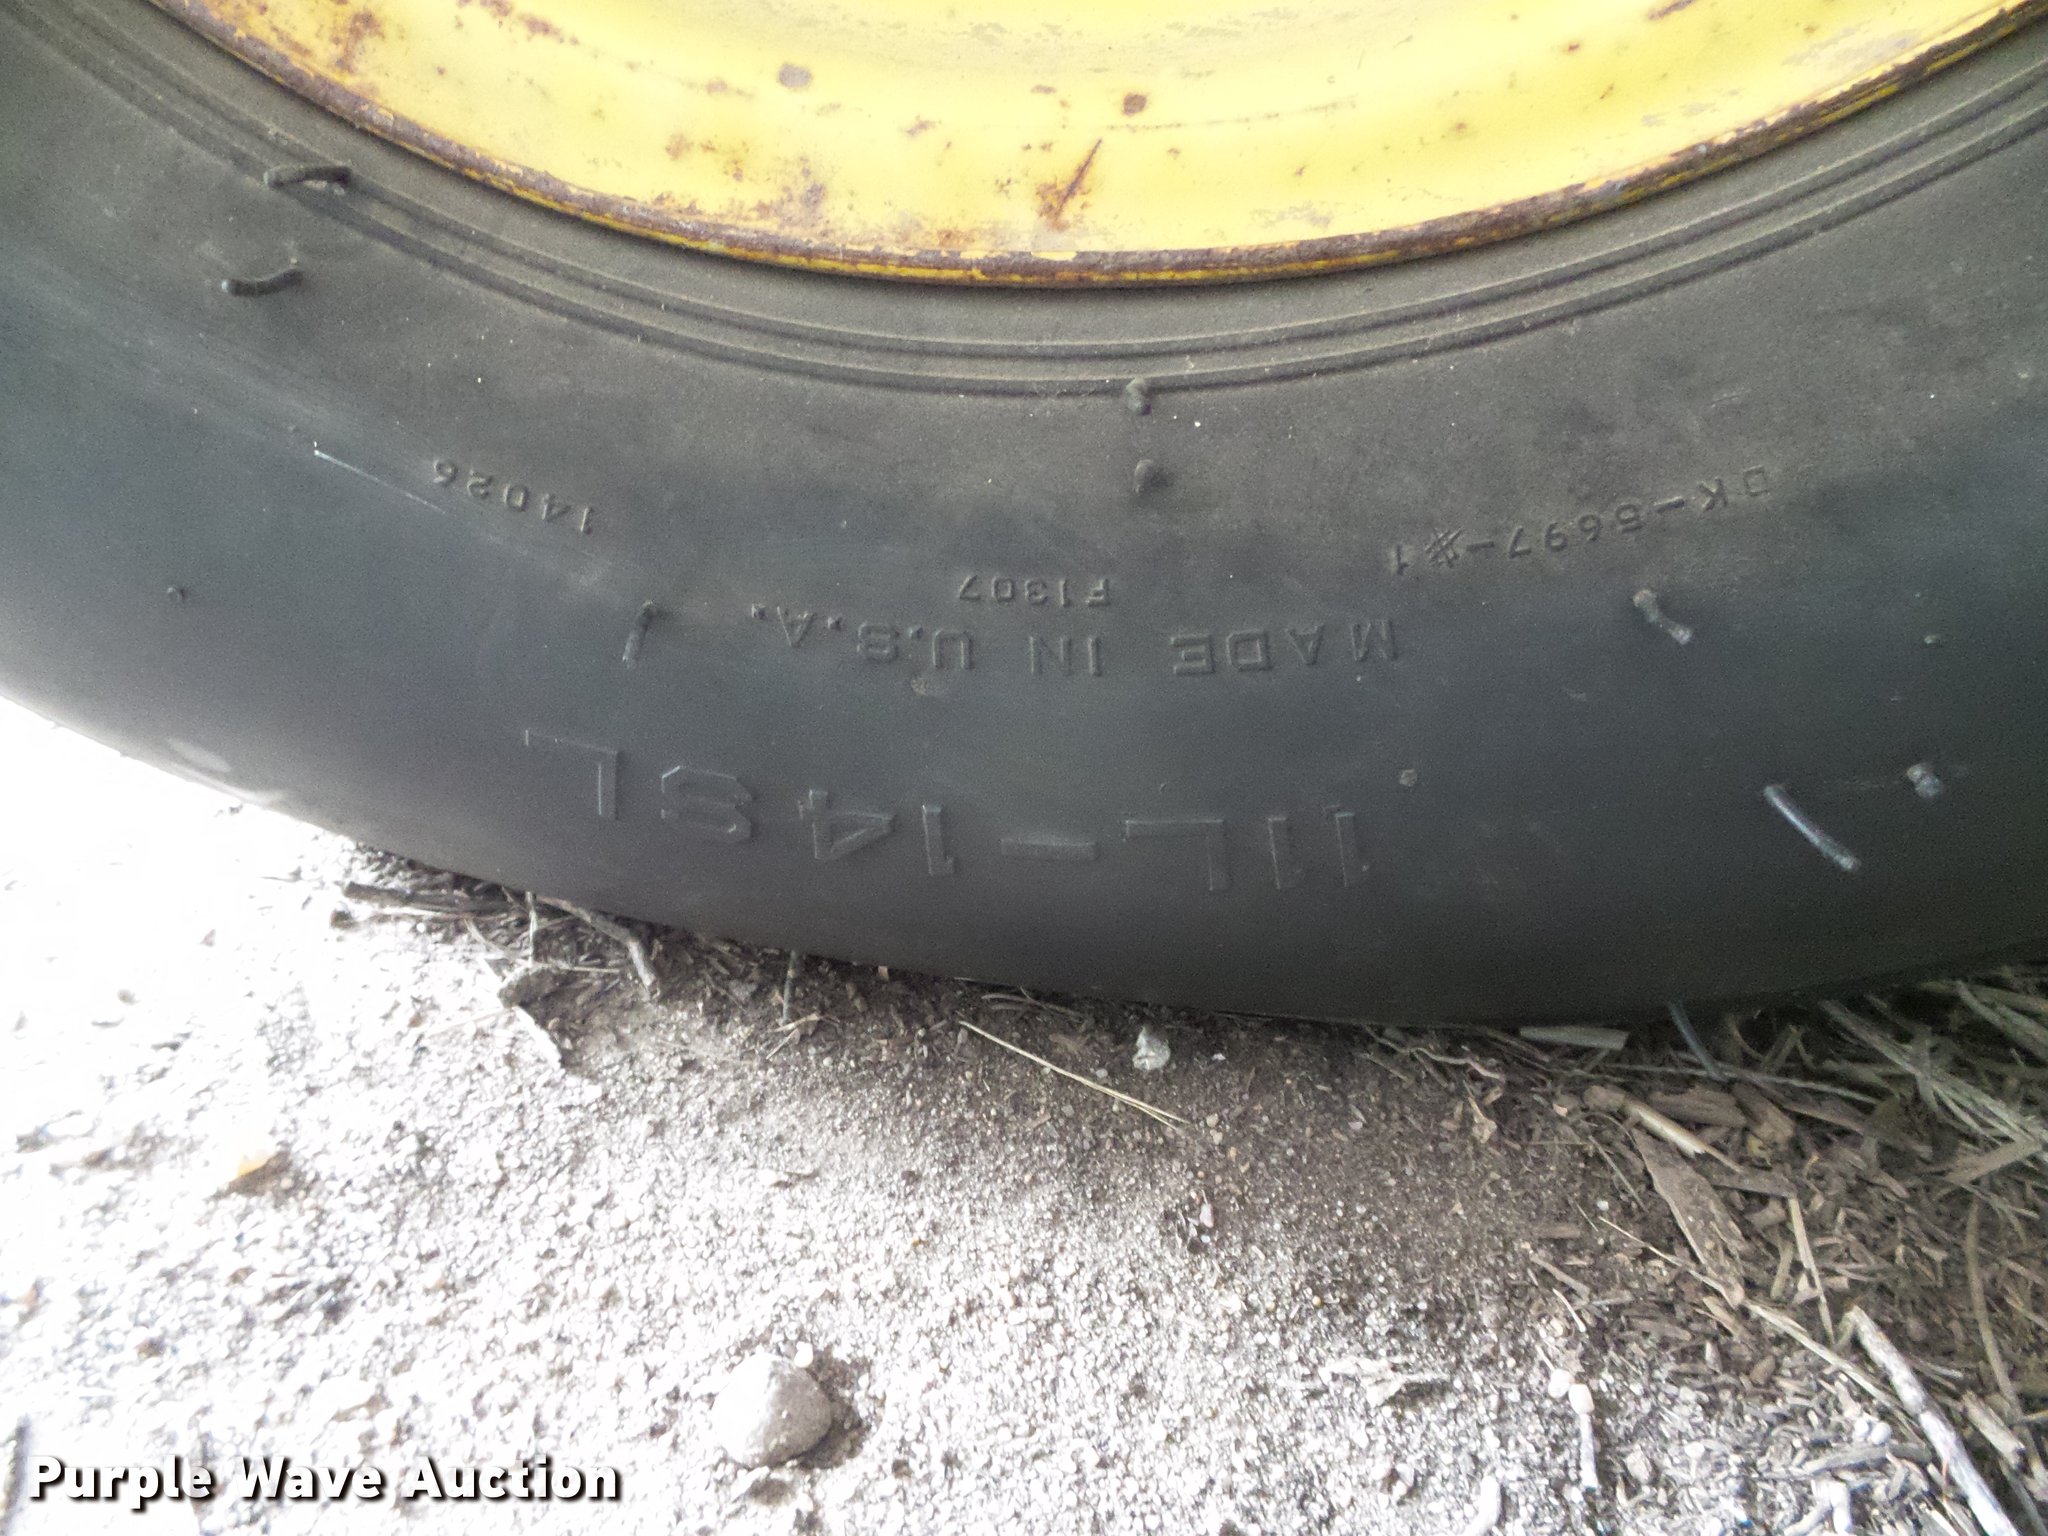 11L-14SL
MADE IN U.S.A.
F1307
DK-5697-#1
14026
Purple Wave Auction